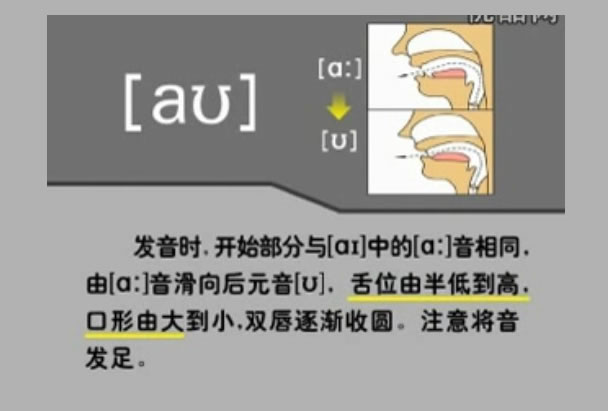 [aʊ]
[ɑː]
[ʊ]
发音时,开始部分与[ɑɪ]中的[ɑː]音相同,
由[ɑː]音滑向后元音[ʊ]. 舌位由半低到高,
口形由大到小,双唇逐渐收圆。注意将音
发足。